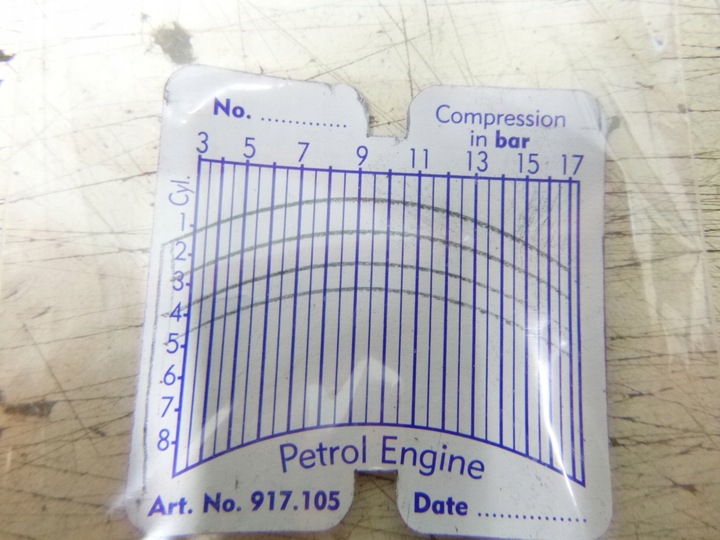 No. ..............
Compression
in bar
3 5 7 9 11 13 15 17
Cyl.
1
2
3
4
5
6
7
8
Petrol Engine
Art. No. 917.105
Date ................